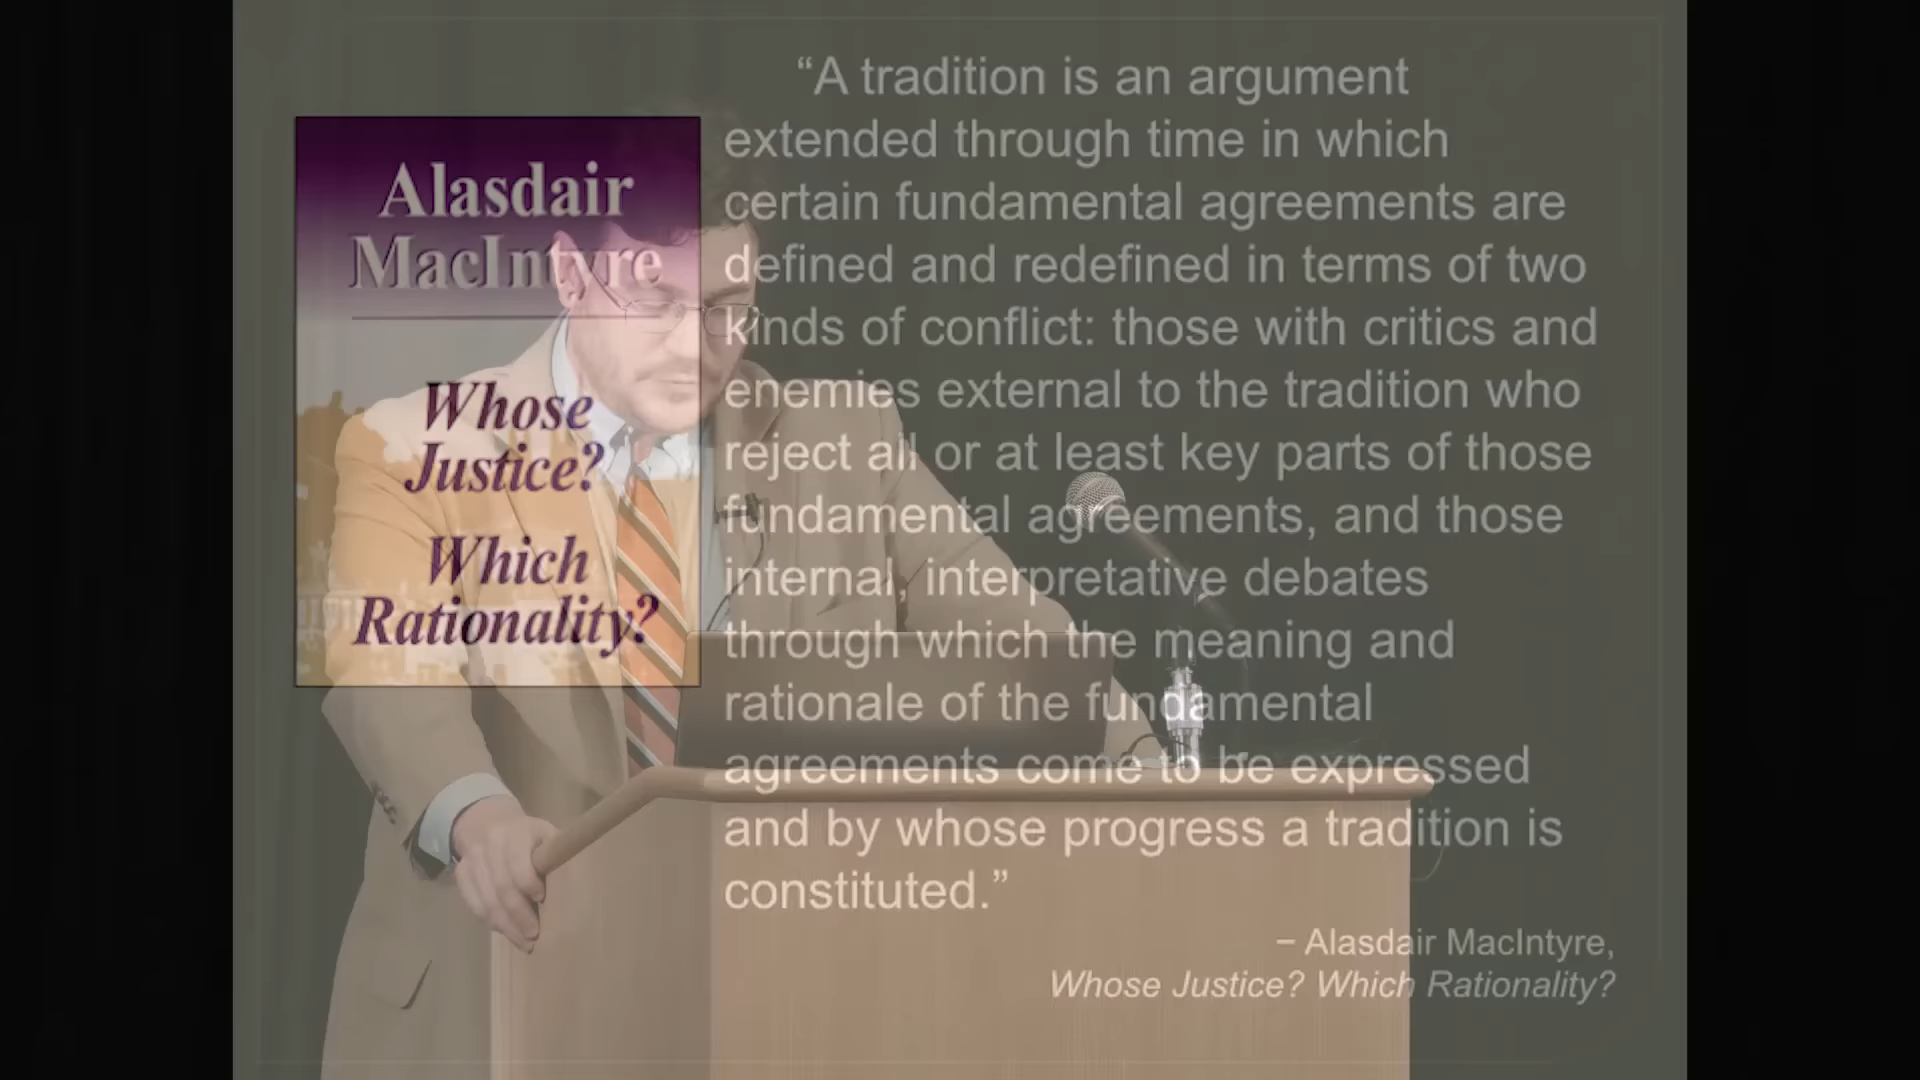 Alasdair
MacIntyre
Whose
Justice?
Which
Rationality?
“A tradition is an argument
extended through time in which
certain fundamental agreements are
defined and redefined in terms of two
kinds of conflict: those with critics and
enemies external to the tradition who
reject all or at least key parts of those
fundamental agreements, and those
internal, interpretative debates
through which the meaning and
rationale of the fundamental
agreements come to be expressed
and by whose progress a tradition is
constituted.”
– Alasdair MacIntyre,
Whose Justice? Which Rationality?